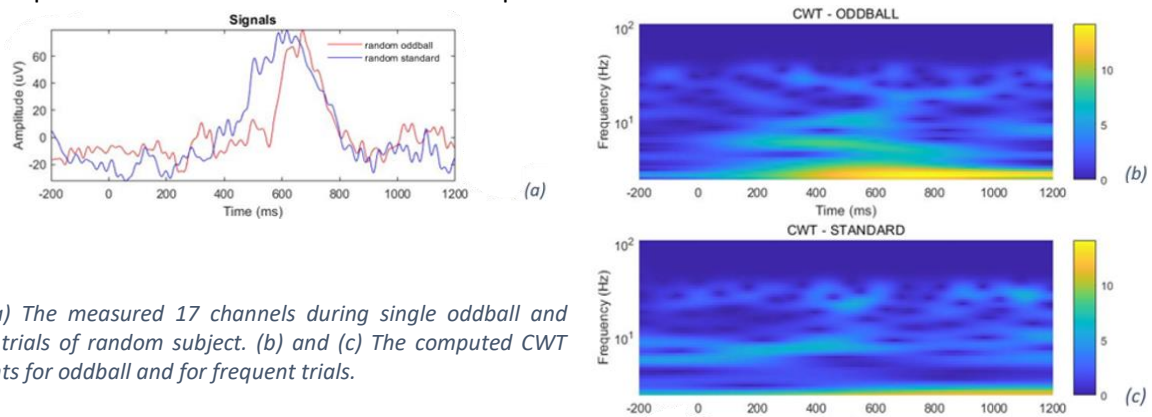 Signals
random oddball
random standard
Amplitude (uV)
60
40
20
0
-20
-200 0 200 400 600 800 1000 1200
Time (ms)
(a)
CWT - ODDBALL
Frequency (Hz)
10²
10¹
-200 0 200 400 600 800 1000 1200
Time (ms)
10
5
0
(b)
CWT - STANDARD
Frequency (Hz)
10²
10¹
-200 0 200 400 600 800 1000 1200
10
5
0
(c)
) The measured 17 channels during single oddball and
trials of random subject. (b) and (c) The computed CWT
nts for oddball and for frequent trials.